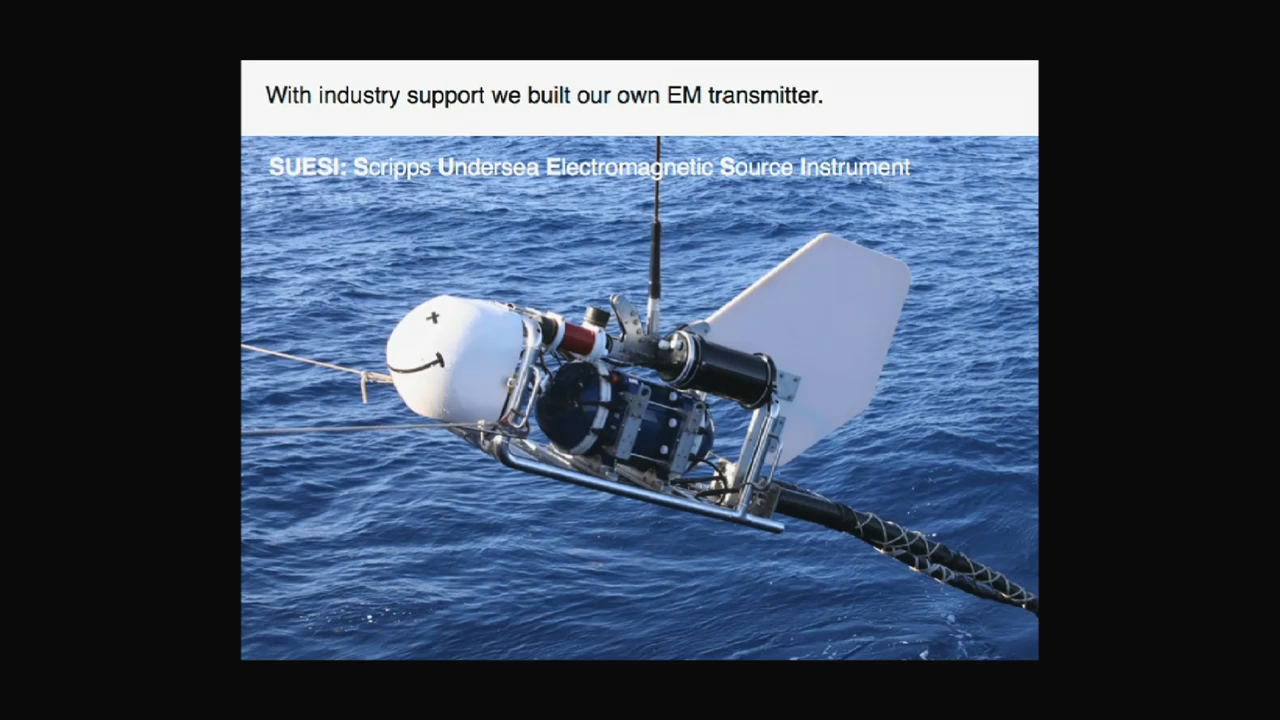 With industry support we built our own EM transmitter.
SUESI: Scripps Undersea Electromagnetic Source Instrument